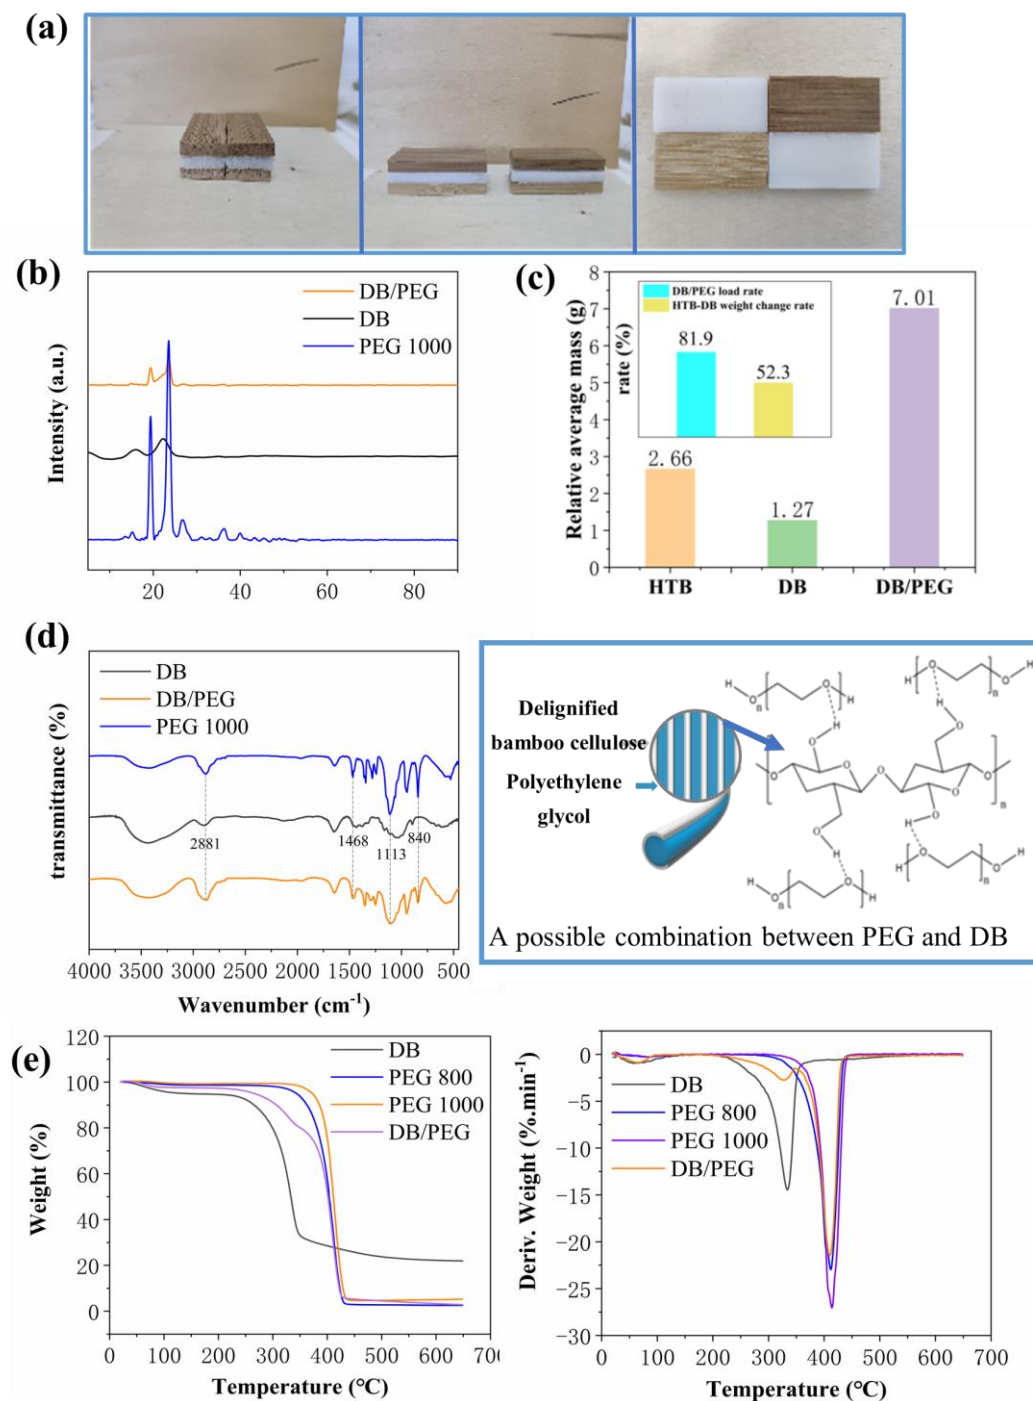 (a)
(b)
DB/PEG
DB
PEG 1000
Intensity (a.u.)
20
40
60
80
(c)
Relative average mass (g)
8
7
6
5
4
3
2
1
0
rate (%)
DB/PEG load rate
HTB-DB weight change rate
81.9
52.3
2.66
1.27
7.01
HTB
DB
DB/PEG
(d)
DB
DB/PEG
PEG 1000
transmittance (%)
2881
1468
1113
840
4000 3500 3000 2500 2000 1500 1000 500
Wavenumber (cm-1)
Delignified
bamboo cellulose
Polyethylene
glycol
H O n O H
H O n O H
O H
H O
O O O O O n
H O
O H
H O n O H
H O n O H
A possible combination between PEG and DB
(e)
Weight (%)
120
100
80
60
40
20
0
DB
PEG 800
PEG 1000
DB/PEG
0 100 200 300 400 500 600 700
Temperature (℃)
Deriv. Weight (%.min-1)
0
-5
-10
-15
-20
-25
-30
DB
PEG 800
PEG 1000
DB/PEG
0 100 200 300 400 500 600 700
Temperature (℃)